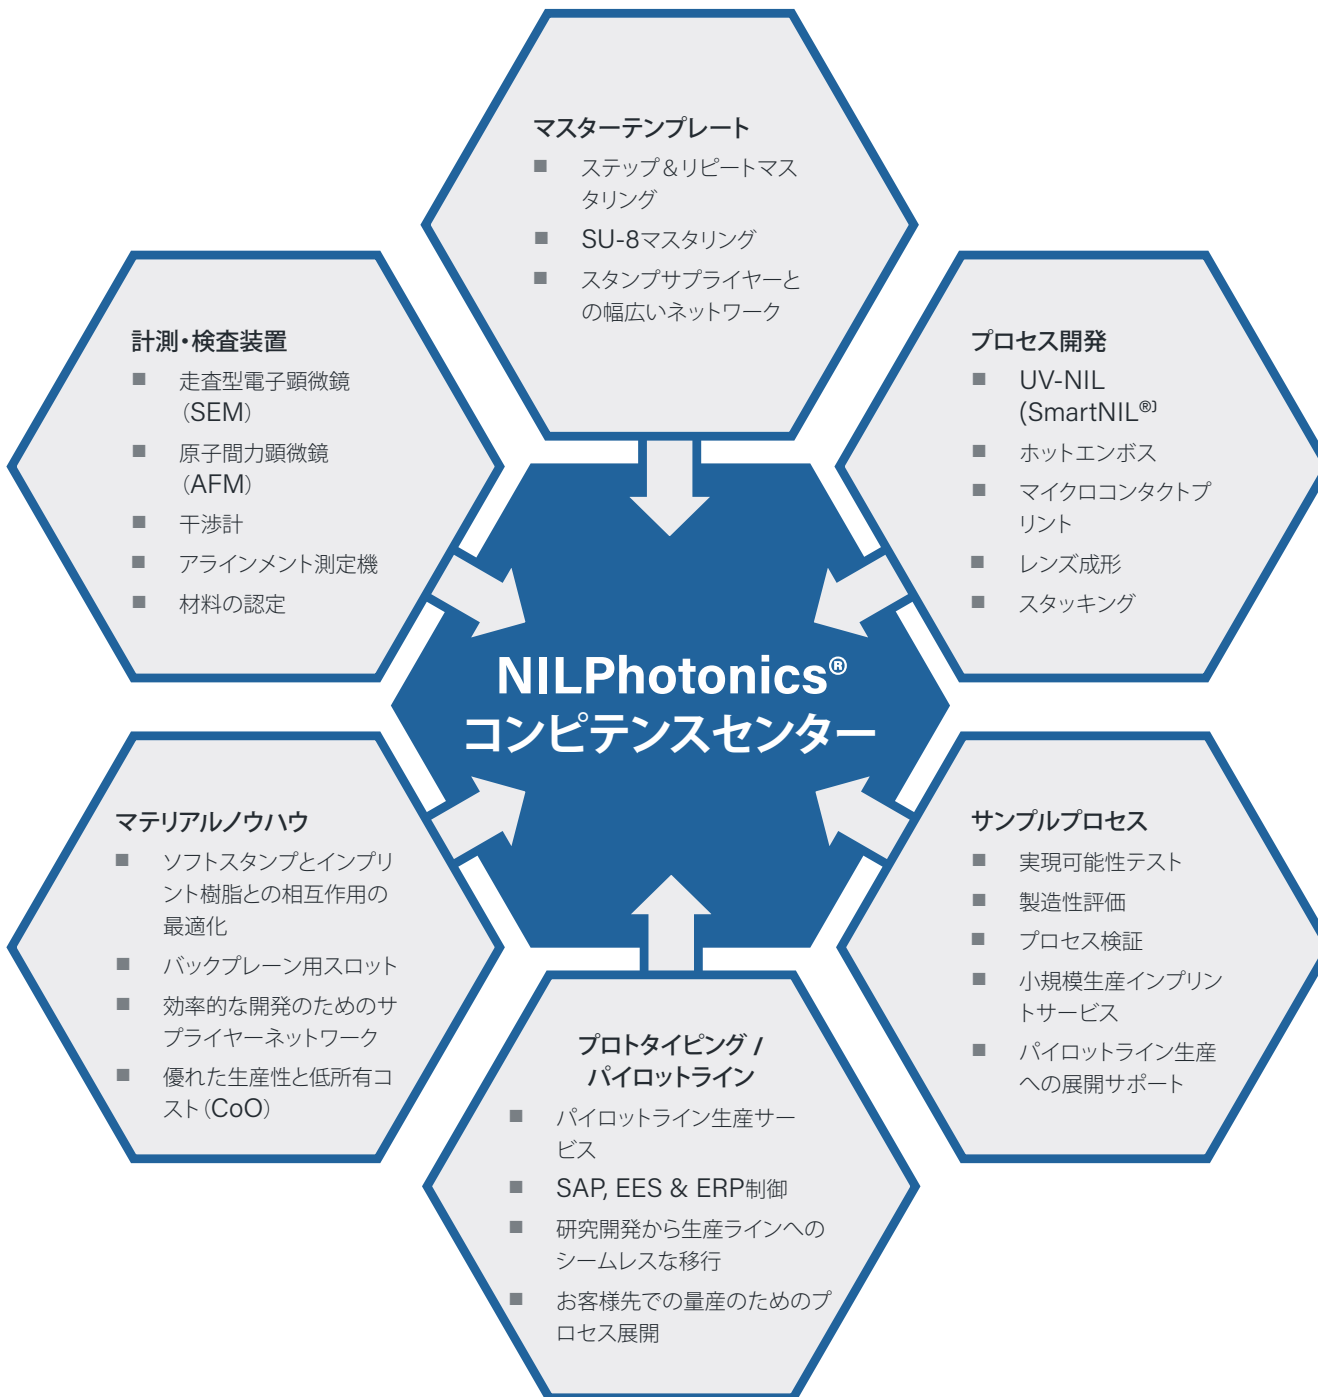 マスターテンプレート
■ ステップ＆リピートマス
タリング
■ SU-8マスタリング
■ スタンプサプライヤーと
の幅広いネットワーク
計測・検査装置
■ 走査型電子顕微鏡
（SEM）
■ 原子間力顕微鏡
（AFM）
■ 干渉計
■ アラインメント測定機
■ 材料の認定
プロセス開発
■ UV-NIL
(SmartNIL®)
■ ホットエンボス
■ マイクロコンタクトプ
リント
■ レンズ成形
■ スタッキング
NILPhotonics®
コンピテンスセンター
マテリアルノウハウ
■ ソフトスタンプとインプリ
ント樹脂との相互作用の
最適化
■ バックプレーン用スロット
■ 効率的な開発のためのサ
プライヤーネットワーク
■ 優れた生産性と低所有コ
スト（CoO）
サンプルプロセス
■ 実現可能性テスト
■ 製造性評価
■ プロセス検証
■ 小規模生産インプリン
トサービス
■ パイロットライン生産
への展開サポート
プロトタイピング /
パイロットライン
■ パイロットライン生産サー
ビス
■ SAP, EES & ERP制御
■ 研究開発から生産ラインへの
シームレスな移行
■ お客様先での量産のためのプ
ロセス展開